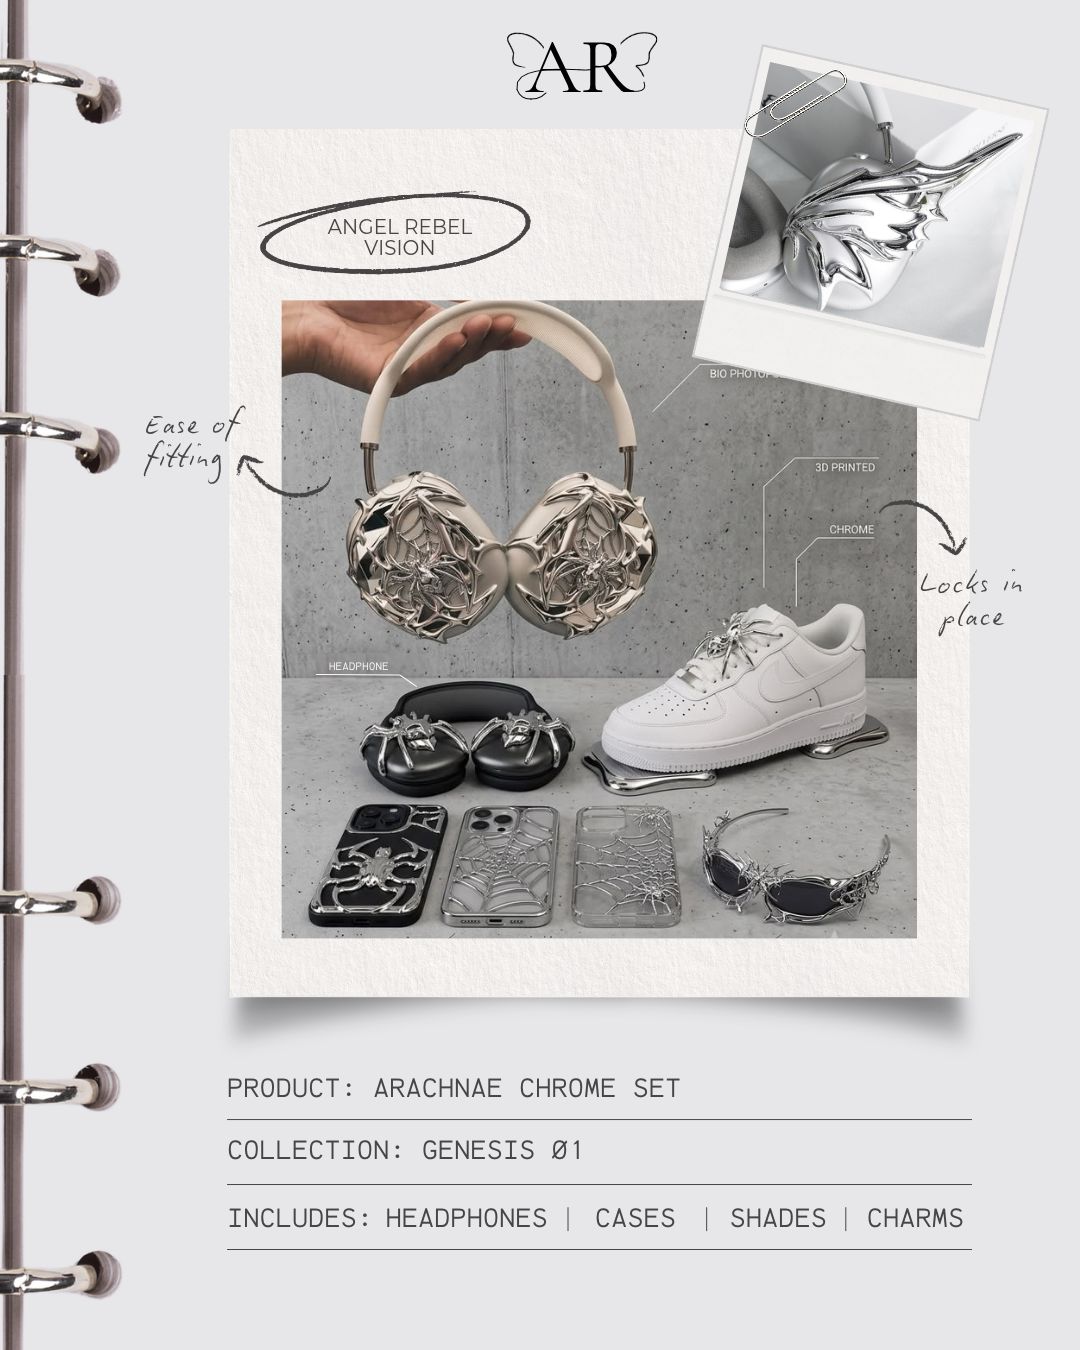 AR
ANGEL REBEL
VISION
BIO
3D PRINTED
CHROME
Ease of
fitting
Locks in
place
HEADPHONE
PRODUCT: ARACHNAE CHROME SET
COLLECTION: GENESIS Ø1
INCLUDES: HEADPHONES | CASES | SHADES | CHARMS